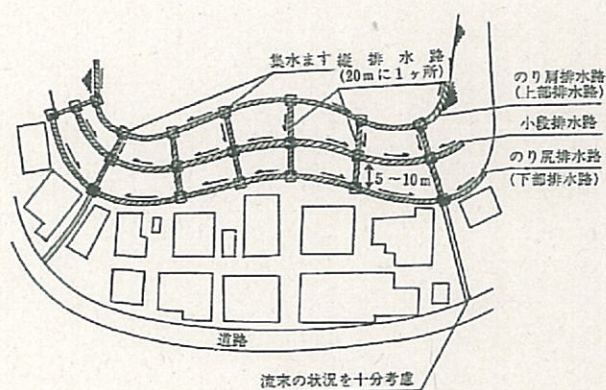 集水ます
縦排水路
(20mに1ヶ所)
のり肩排水路
(上部排水路)
小段排水路
のり尻排水路
(下部排水路)
5～10m
道路
流末の状況を十分考慮